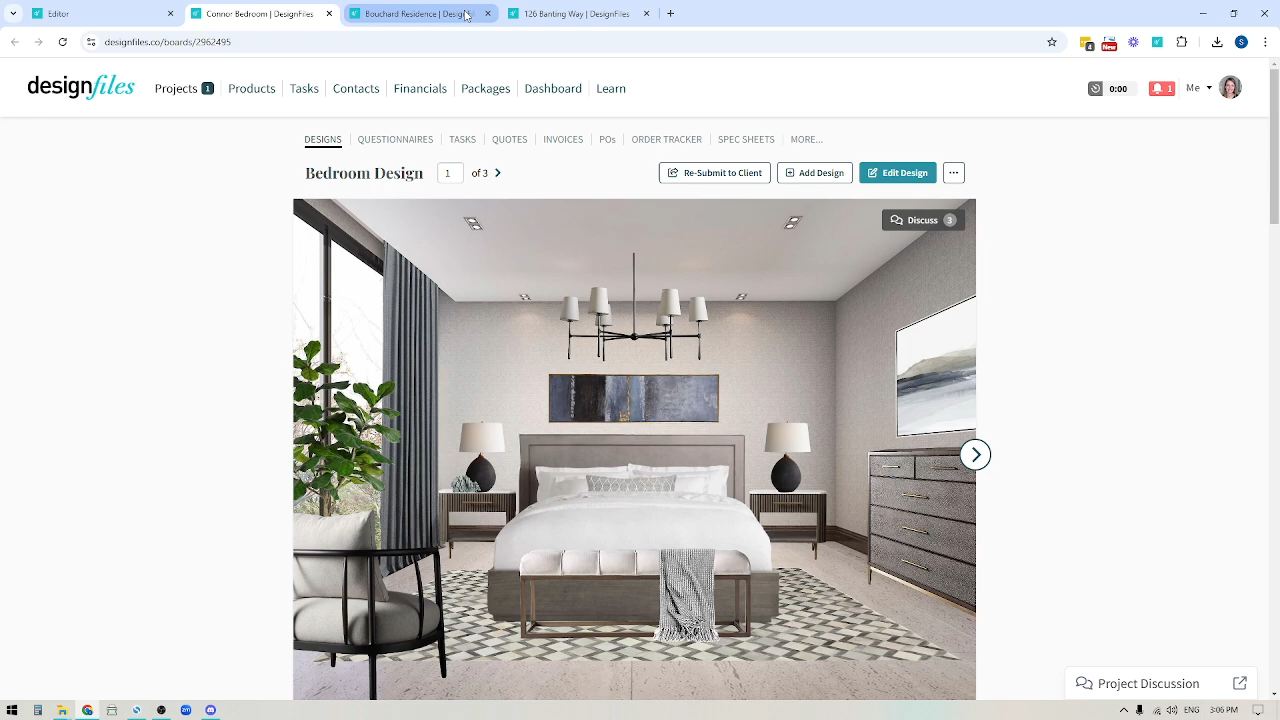 Editor
Connor Bedroom | DesignFiles
Bouchard Residence | Desig
126 Banting Way | DesignFiles
designfiles.co/boards/2962495
4
New
S
designfiles
Projects 1
Products
Tasks
Contacts
Financials
Packages
Dashboard
Learn
0:00
1
Me
DESIGNS
QUESTIONNAIRES
TASKS
QUOTES
INVOICES
POs
ORDER TRACKER
SPEC SHEETS
MORE...
Bedroom Design
1 of 3
Re-Submit to Client
Add Design
Edit Design
Discuss 3
Project Discussion
ENG
3:06 PM